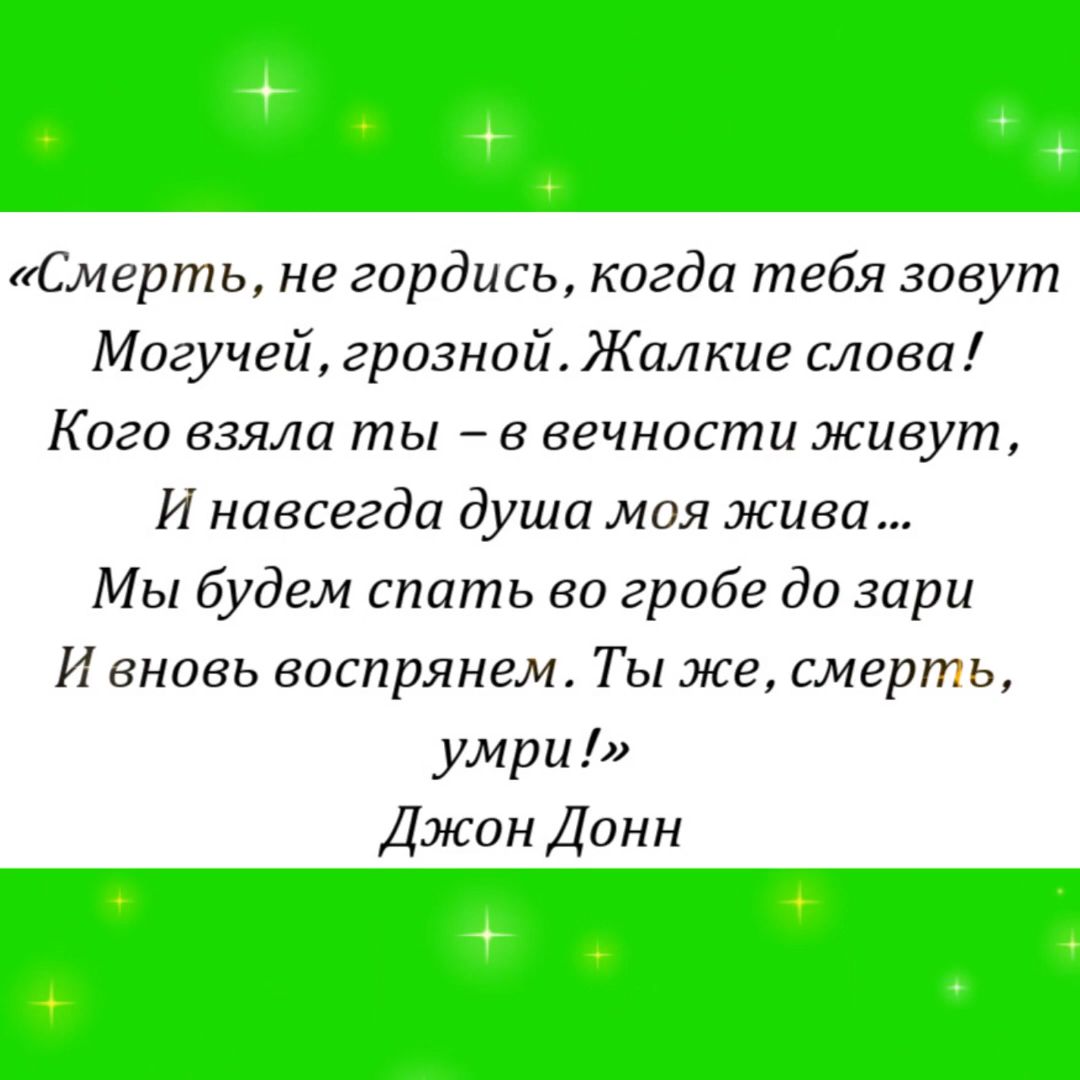 «Смерть, не гордись, когда тебя зовут
Могучей, грозной. Жалкие слова!
Кого взяла ты – в вечности живут,
И навсегда душа моя жива...
Мы будем спать во гробе до зари
И вновь воспрянем. Ты же, смерть,
умри!»
Джон Донн